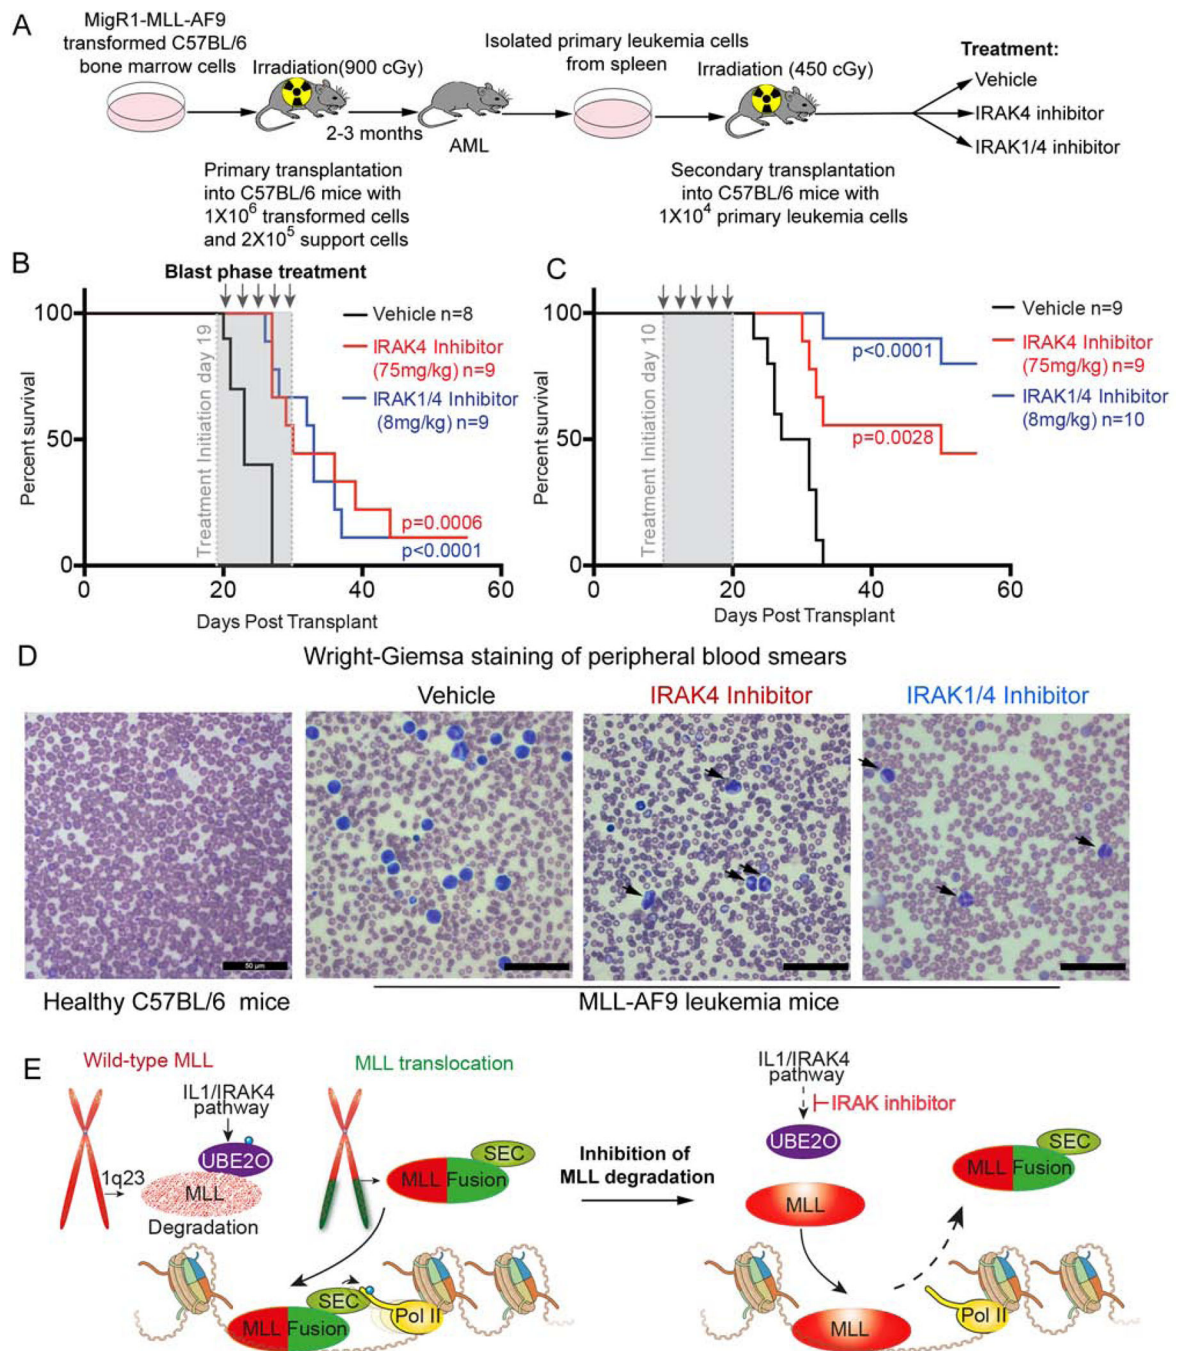 A
MigR1-MLL-AF9
transformed C57BL/6
bone marrow cells
Irradiation(900 cGy)
2-3 months
AML
Isolated primary leukemia cells
from spleen
Irradiation (450 cGy)
Treatment:
Vehicle
IRAK4 inhibitor
IRAK1/4 inhibitor
Primary transplantation
into C57BL/6 mice with
1X10⁶ transformed cells
and 2X10⁵ support cells
Secondary transplantation
into C57BL/6 mice with
1X10⁴ primary leukemia cells
B
Blast phase treatment
Percent survival
100
50
0
Treatment Initiation day 19
Vehicle n=8
IRAK4 Inhibitor
(75mg/kg) n=9
IRAK1/4 Inhibitor
(8mg/kg) n=9
p=0.0006
p<0.0001
0
20
40
60
Days Post Transplant
C
Percent survival
100
50
0
Treatment Initiation day 10
Vehicle n=9
IRAK4 Inhibitor
(75mg/kg) n=9
IRAK1/4 Inhibitor
(8mg/kg) n=10
p<0.0001
p=0.0028
0
20
40
60
Days Post Transplant
D
Wright-Giemsa staining of peripheral blood smears
Vehicle
IRAK4 Inhibitor
IRAK1/4 Inhibitor
50 µm
Healthy C57BL/6 mice
MLL-AF9 leukemia mice
E
Wild-type MLL
IL1/IRAK4
pathway
UBE2O
1q23
MLL
Degradation
MLL translocation
SEC
MLL Fusion
SEC
MLL Fusion
Pol II
Inhibition of
MLL degradation
IL1/IRAK4
pathway
IRAK inhibitor
UBE2O
MLL
SEC
MLL Fusion
MLL
Pol II